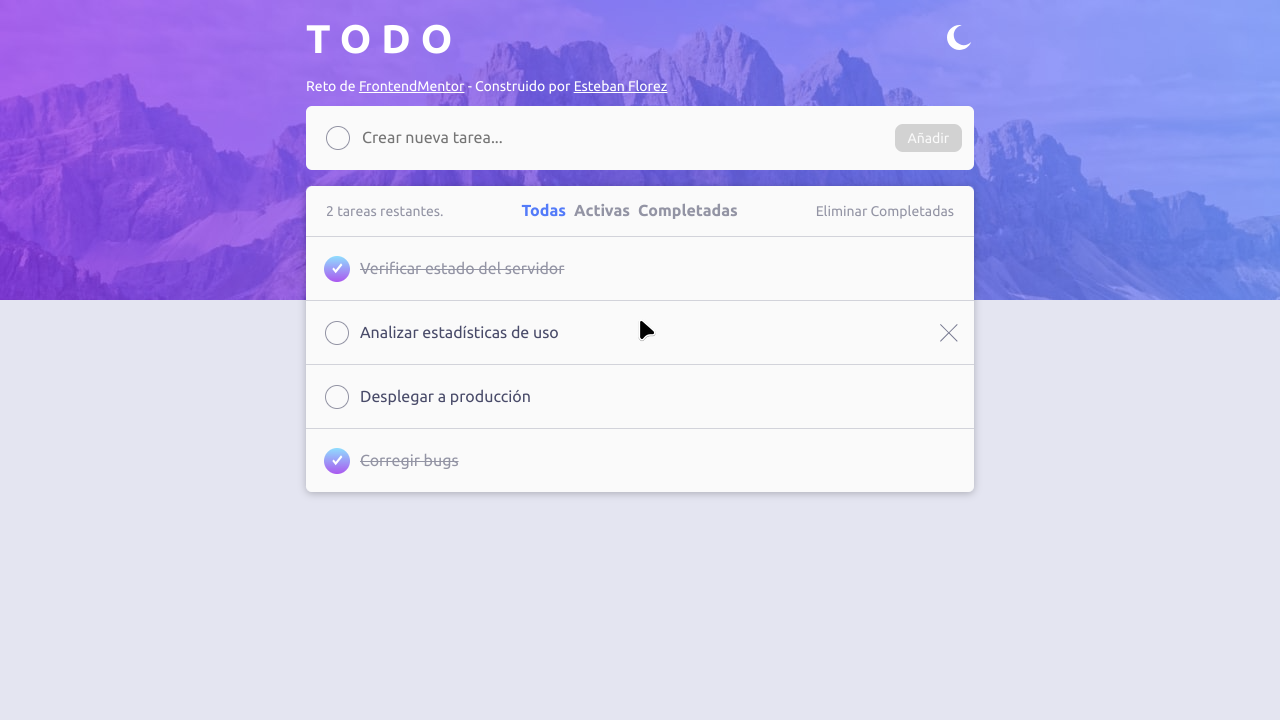 TODO
Reto de FrontendMentor - Construido por Esteban Florez
Crear nueva tarea...
Añadir
2 tareas restantes.
Todas Activas Completadas
Eliminar Completadas
Verificar estado del servidor
Analizar estadísticas de uso
Desplegar a producción
Corregir bugs